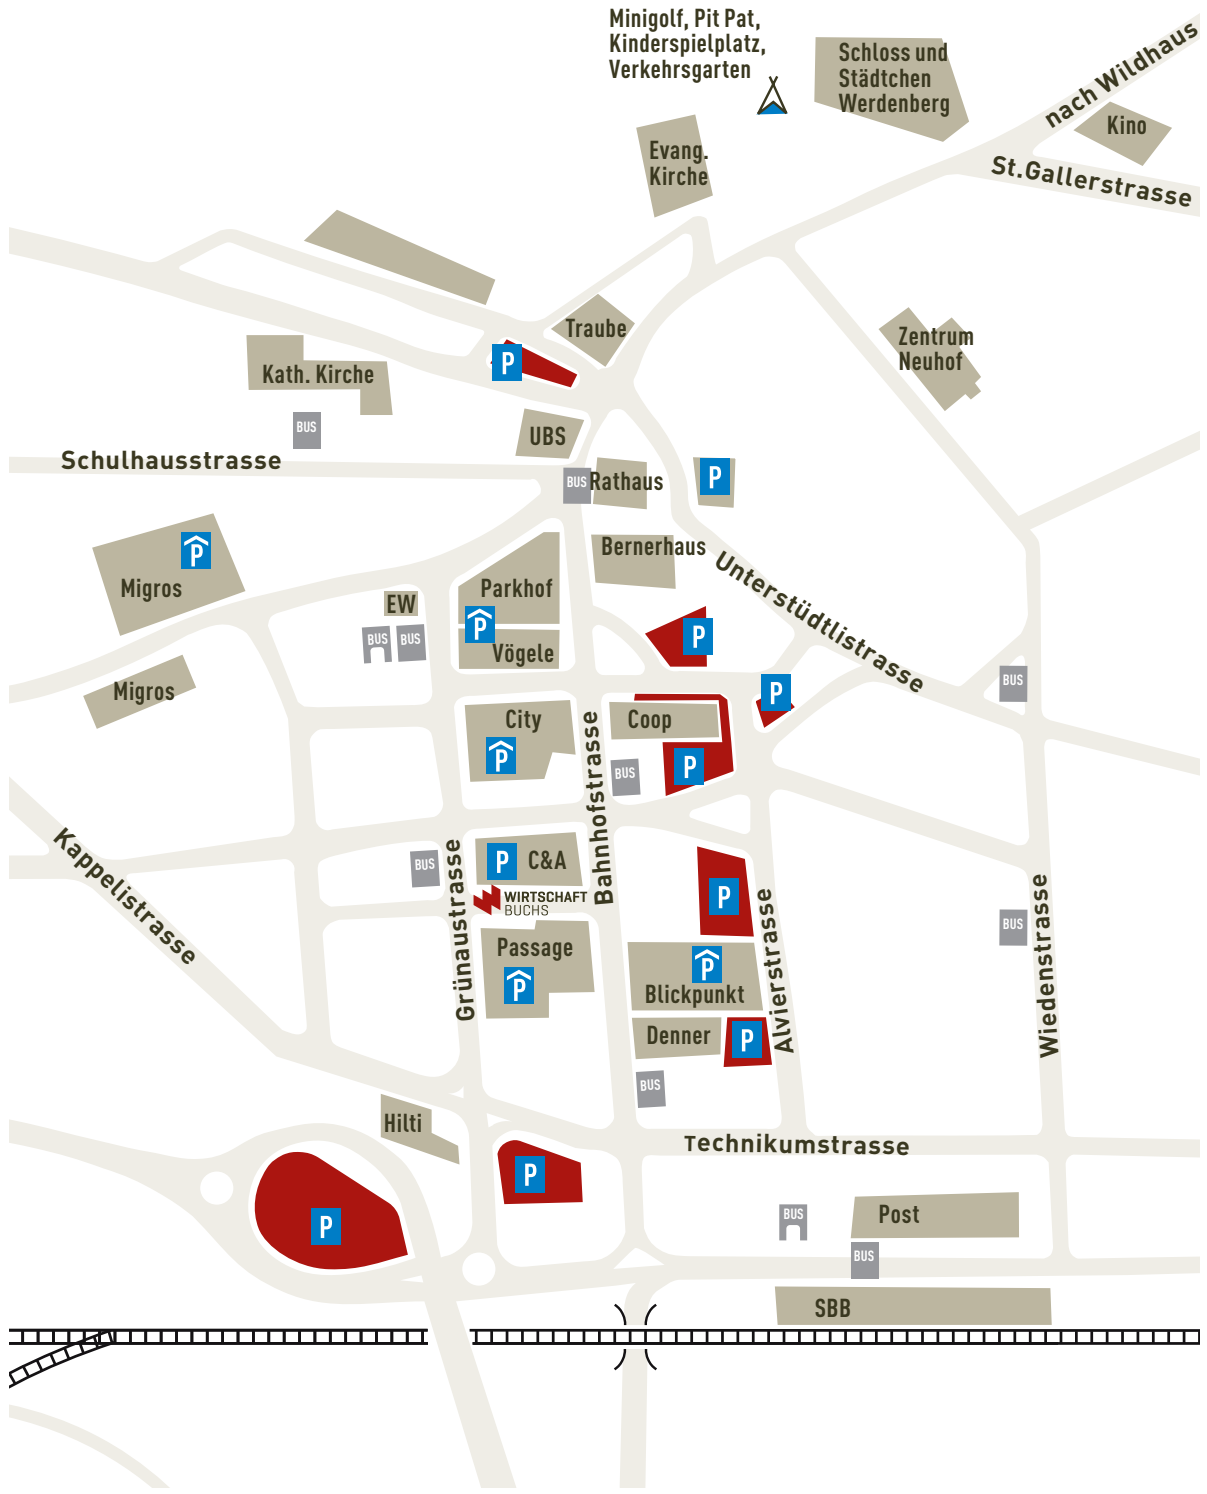 Minigolf, Pit Pat,
Kinderspielplatz,
Verkehrsgarten
Schloss und
Städtchen
Werdenberg
nach Wildhaus
Kino
Evang.
Kirche
St.Gallerstrasse
Traube
Zentrum
Neuhof
P
Kath. Kirche
BUS
UBS
Schulhausstrasse
BUS
Rathaus
P
P
Migros
Bernerhaus
Unterstüdtlistrasse
Parkhof
EW
P
BUS
BUS
P
Vögele
Migros
BUS
P
City
Coop
Bahnhofstrasse
P
BUS
P
Kappelistrasse
Grünaustrasse
BUS
P
C&A
WIRTSCHAFT
BUCHS
P
Alvierstrasse
Wiedenstrasse
BUS
Passage
P
P
Blickpunkt
Denner
P
BUS
Hilti
Technikumstrasse
P
P
BUS
Post
BUS
SBB